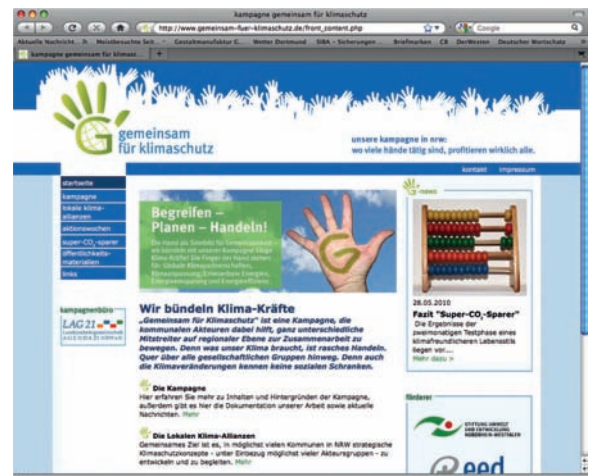 kampagne gemeinsam für klimaschutz
http://www.gemeinsam-fuer-klimaschutz.de/front_content.php
Google
Aktuelle Nachricht...
Meistbesuchte Seit...
Gestaltmanufaktur G...
Wetter Dortmund
SIBA – Sicherungen ...
Briefmarken
CB
DerWesten
Deutscher Wortschatz
kampagne gemeinsam für klimasc...
gemeinsam
für klimaschutz
unsere kampagne in nrw:
wo viele hände tätig sind, profitieren wirklich alle.
kontakt impressum
startseite
kampagne
lokale klima-
allianzen
aktionswochen
super-CO₂-sparer
öffentlichkeits-
materialien
links
kampagnenbüro
LAG 21
Begreifen –
Planen – Handeln!
G
Wir bündeln Klima-Kräfte
„Gemeinsam für Klimaschutz" ist eine Kampagne, die
kommunalen Akteuren dabei hilft, ganz unterschiedliche
Mitstreiter auf regionaler Ebene zur Zusammenarbeit zu
bewegen. Denn was unser Klima braucht, ist rasches Handeln.
Quer über alle gesellschaftlichen Gruppen hinweg. Denn auch
die Klimaveränderungen kennen keine sozialen Schranken.
Die Kampagne
Hier erfahren Sie mehr zu Inhalten und Hintergründen der Kampagne,
außerdem gibt es hier die Dokumentation unserer Arbeit sowie aktuelle
Nachrichten. Mehr
Die Lokalen Klima-Allianzen
Gemeinsames Ziel ist es, in möglichst vielen Kommunen in NRW strategische
Klimaschutzkonzepte - unter Einbezug möglichst vieler Akteursgruppen - zu
entwickeln und zu begleiten. Mehr
-news
28.05.2010
Fazit "Super-CO₂-Sparer"
Die Ergebnisse der
zweimonatigen Testphase eines
klimafreundlicheren Lebensstils
liegen vor....
Mehr dazu >
förderer
STIFTUNG UMWELT
UND ENTWICKLUNG
NORDRHEIN-WESTFALEN
eed